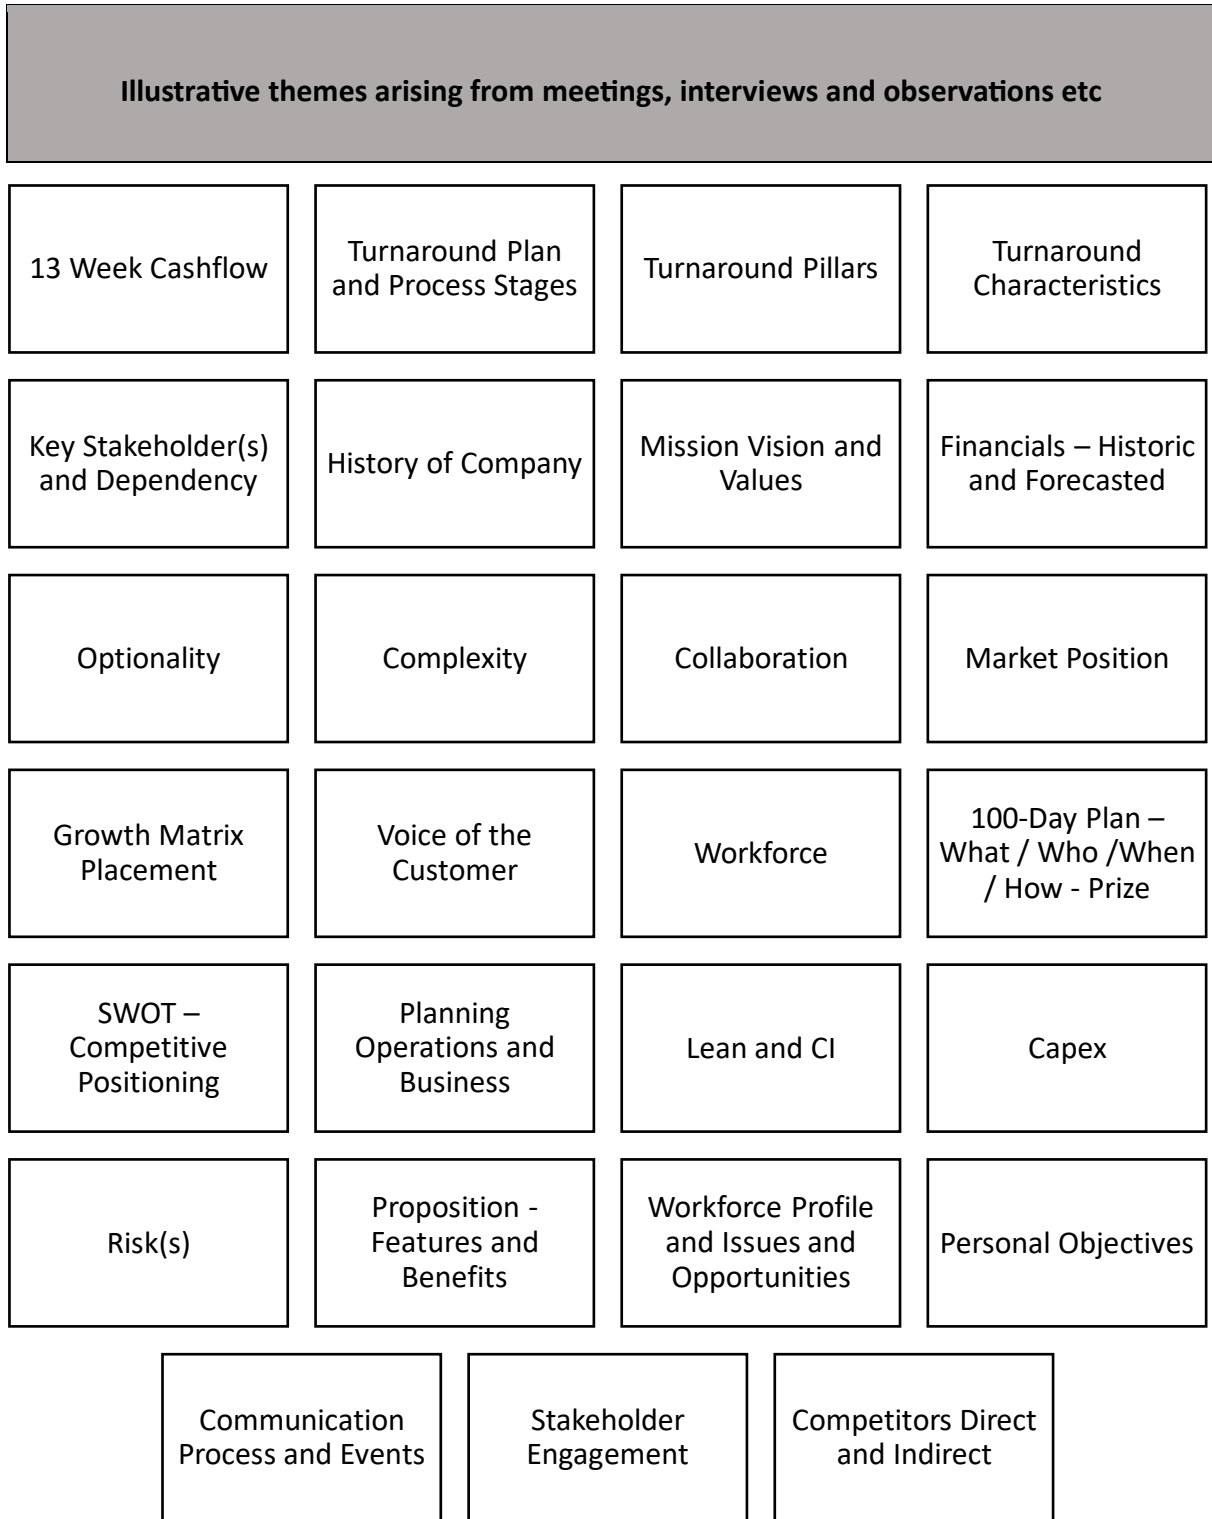 Illustrative themes arising from meetings, interviews and observations etc
13 Week Cashflow
Turnaround Plan
and Process Stages
Turnaround Pillars
Turnaround
Characteristics
Key Stakeholder(s)
and Dependency
History of Company
Mission Vision and
Values
Financials – Historic
and Forecasted
Optionality
Complexity
Collaboration
Market Position
Growth Matrix
Placement
Voice of the
Customer
Workforce
100-Day Plan –
What / Who /When
/ How - Prize
SWOT –
Competitive
Positioning
Planning
Operations and
Business
Lean and CI
Capex
Risk(s)
Proposition -
Features and
Benefits
Workforce Profile
and Issues and
Opportunities
Personal Objectives
Communication
Process and Events
Stakeholder
Engagement
Competitors Direct
and Indirect